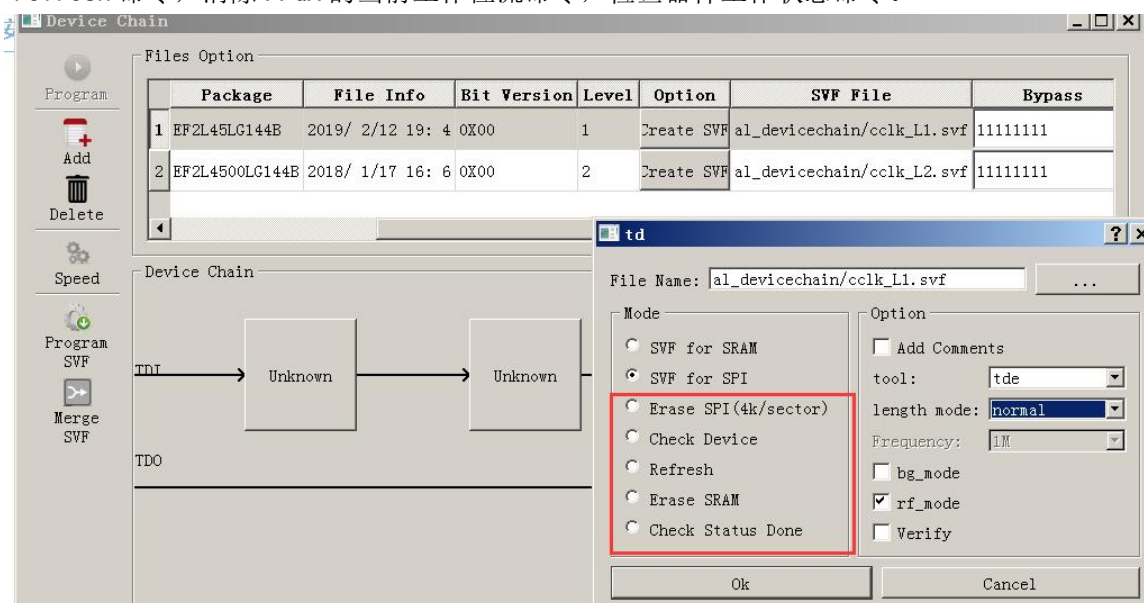 Device Chain
Files Option
Program
Package File Info Bit Version Level Option SVF File Bypass
1 EF2L45LG144B 2019/ 2/12 19: 4 0X00 1 Create SVF al_devicechain/cclk_L1.svf 11111111
Add
2 EF2L4500LG144B 2018/ 1/17 16: 6 0X00 2 Create SVF al_devicechain/cclk_L2.svf 11111111
Delete
td
Speed
Device Chain
File Name: al_devicechain/cclk_L1.svf ...
Mode
Option
SVF for SRAM
Add Comments
Program SVF
TDI
Unknown
Unknown
SVF for SPI
tool: tde
Erase SPI(4k/sector)
length mode: normal
Merge SVF
Check Device
Frequency: 1M
TDO
Refresh
bg_mode
Erase SRAM
rf_mode
Check Status Done
Verify
Ok
Cancel